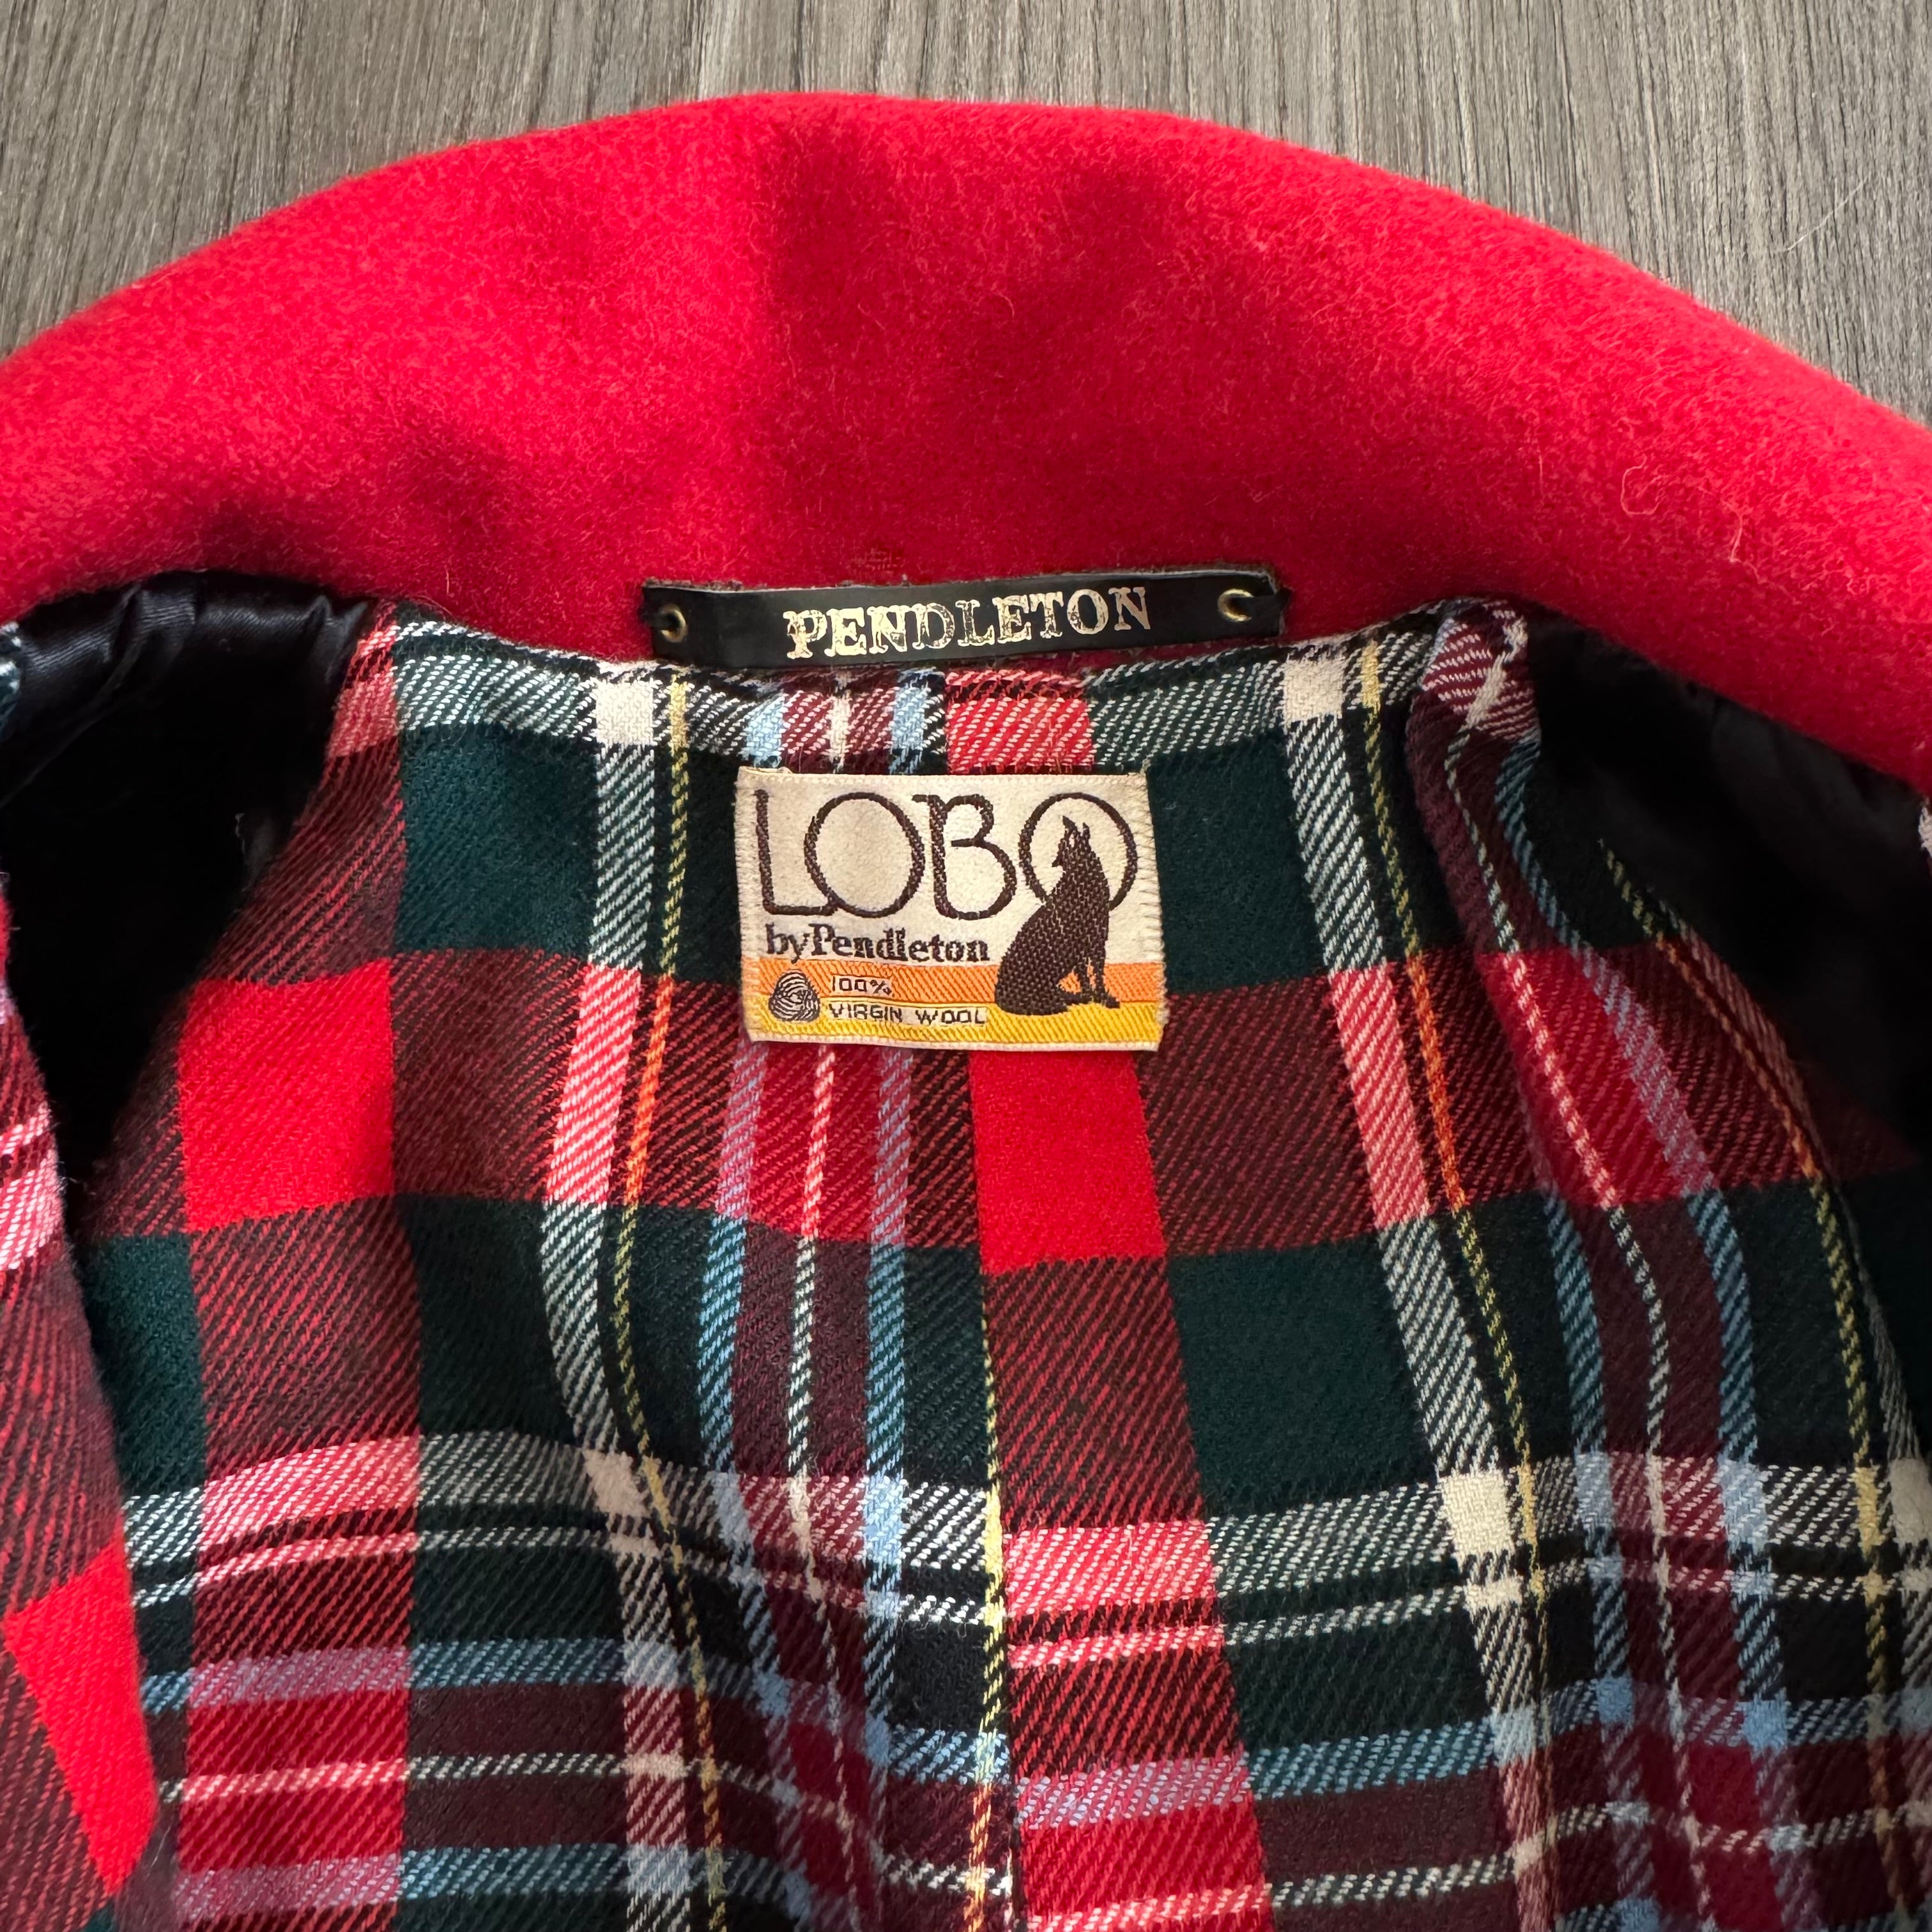 PENDLETON
LOBO
by Pendleton
100%
VIRGIN WOOL